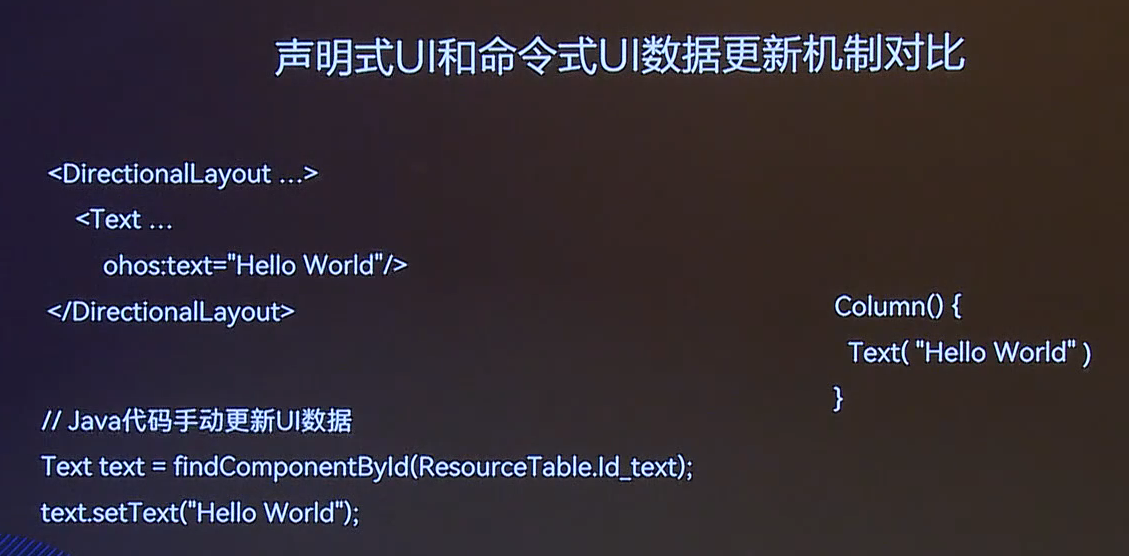 声明式UI和命令式UI数据更新机制对比
<DirectionalLayout ...>
<Text ...
ohos:text="Hello World"/>
</DirectionalLayout>
// Java代码手动更新UI数据
Text text = findComponentById(ResourceTable.Id_text);
text.setText("Hello World");
Column() {
Text( "Hello World" )
}